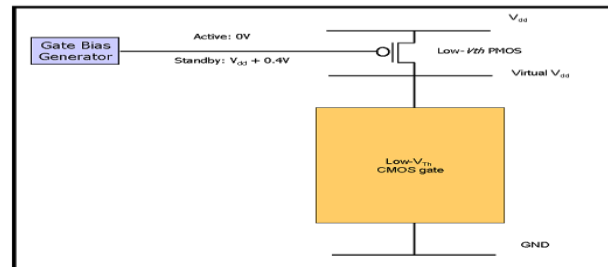 Gate Bias
Generator
Active: 0V
Standby: Vdd + 0.4V
Vdd
Low-Vth PMOS
Virtual Vdd
Low-VTh
CMOS gate
GND